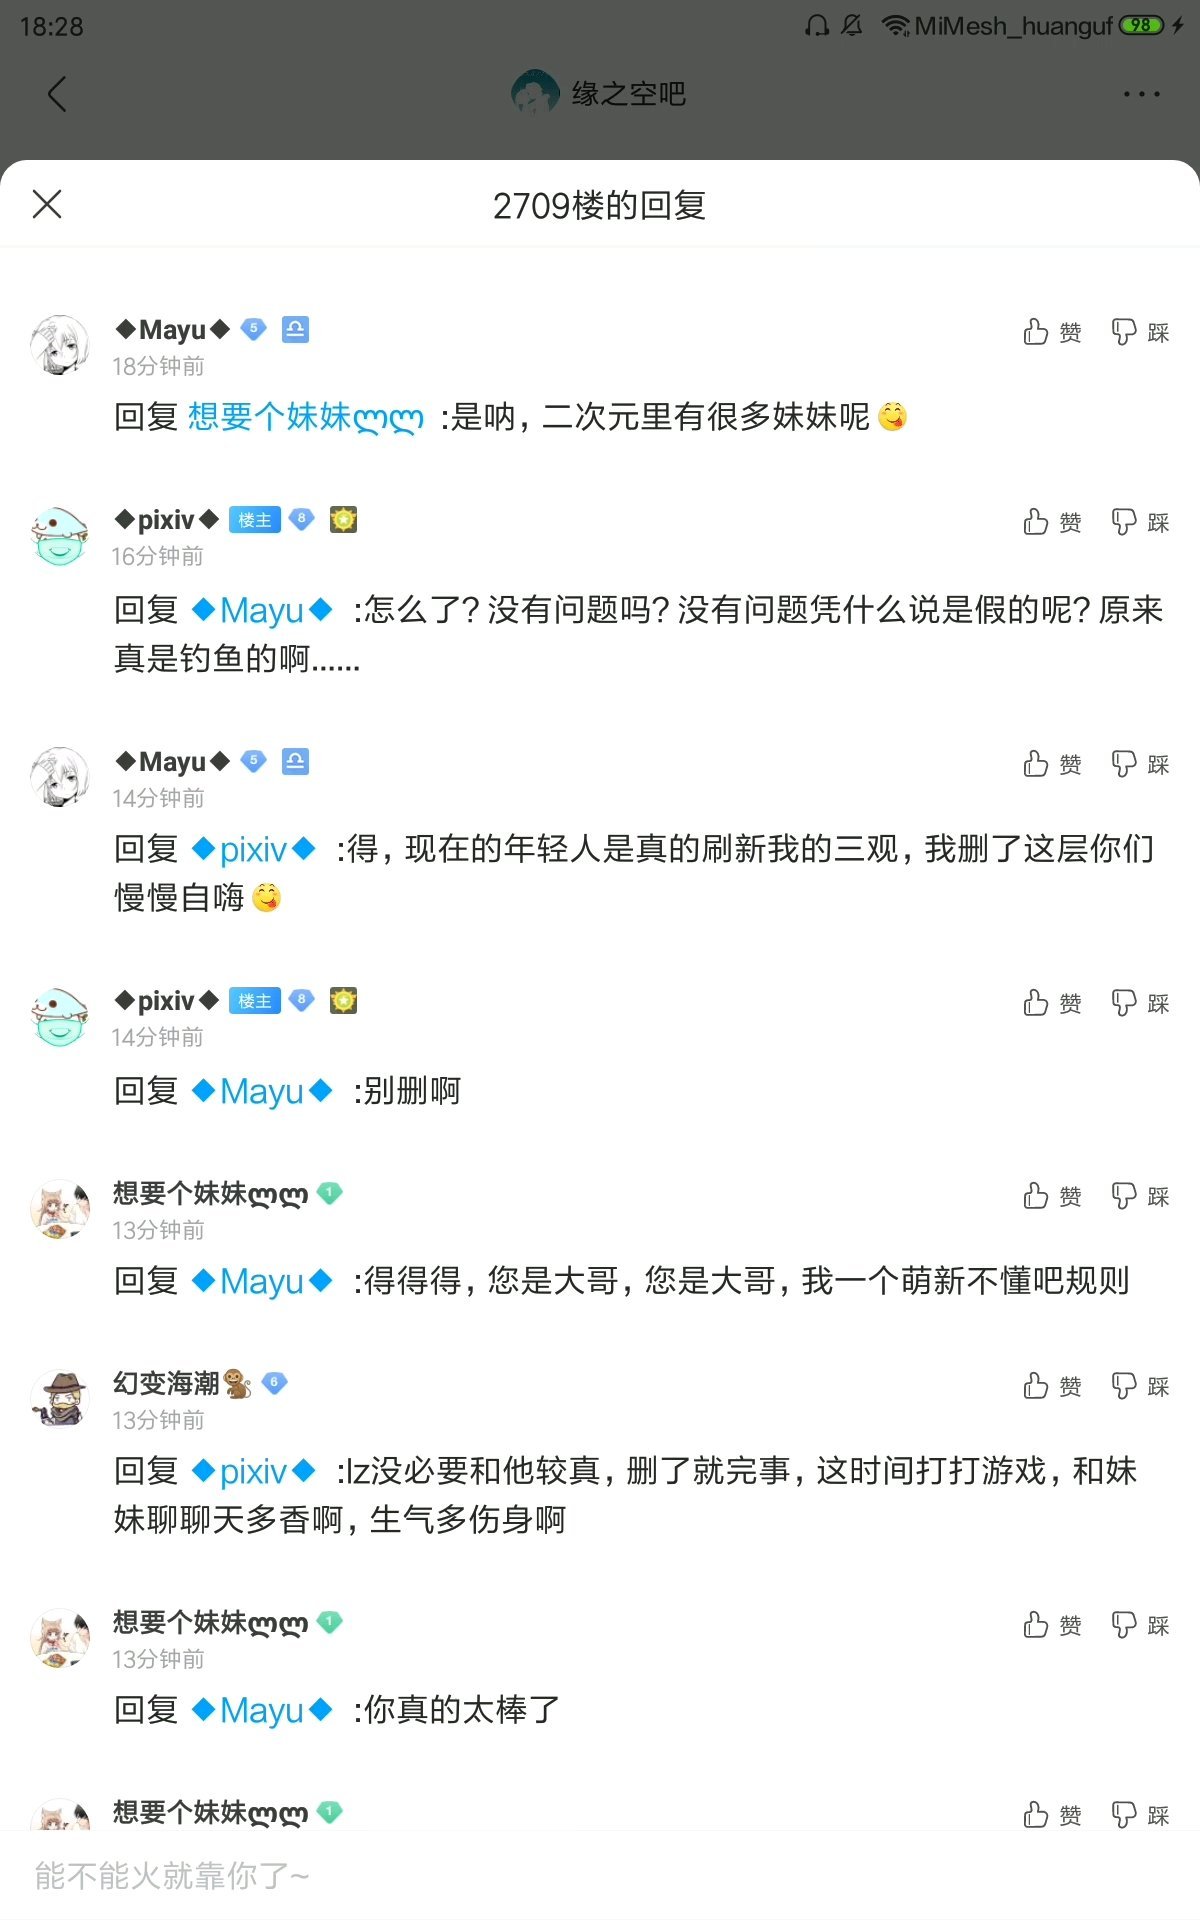 18:28
MiMesh_huanguf 98
缘之空吧
2709楼的回复
◆Mayu◆ 5
赞 踩
18分钟前
回复 想要个妹妹ლლ :是呐,二次元里有很多妹妹呢😋
◆pixiv◆ 楼主 8
赞 踩
16分钟前
回复 ◆Mayu◆ :怎么了?没有问题吗?没有问题凭什么说是假的呢?原来
真是钓鱼的啊......
◆Mayu◆ 5
赞 踩
14分钟前
回复 ◆pixiv◆ :得,现在的年轻人是真的刷新我的三观,我删了这层你们
慢慢自嗨😋
◆pixiv◆ 楼主 8
赞 踩
14分钟前
回复 ◆Mayu◆ :别删啊
想要个妹妹ლლ 1
赞 踩
13分钟前
回复 ◆Mayu◆ :得得得,您是大哥,您是大哥,我一个萌新不懂吧规则
幻变海潮🐒 6
赞 踩
13分钟前
回复 ◆pixiv◆ :lz没必要和他较真,删了就完事,这时间打打游戏,和妹
妹聊聊天多香啊,生气多伤身啊
想要个妹妹ლლ 1
赞 踩
13分钟前
回复 ◆Mayu◆ :你真的太棒了
想要个妹妹ლლ 1
赞 踩
能不能火就靠你了~